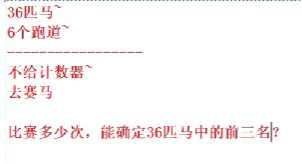 36匹马~
6个跑道~
------------------
不给计数器~
去赛马
比赛多少次，能确定36匹马中的前三名?